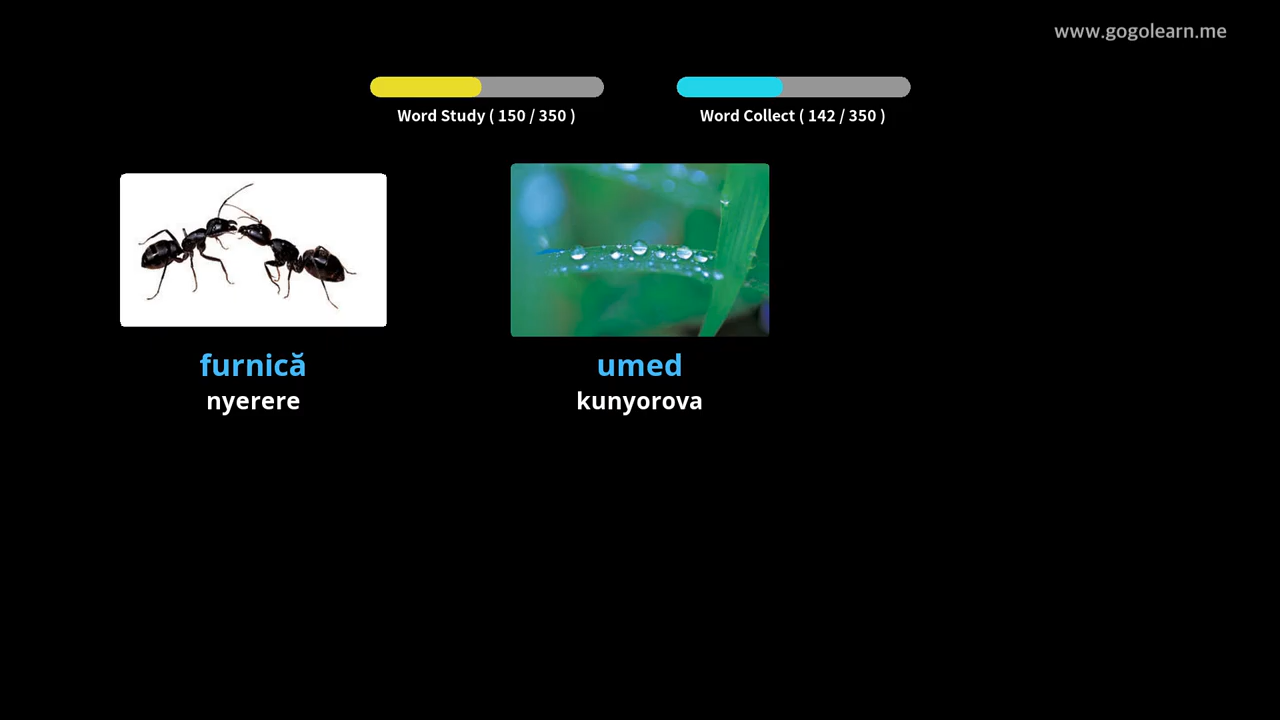 www.gogolearn.me
Word Study ( 150 / 350 )
Word Collect ( 142 / 350 )
furnică
nyerere
umed
kunyorova